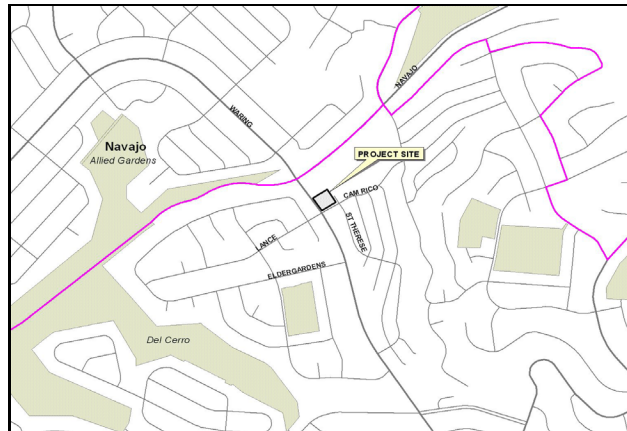 NAVAJO
WARING
Navajo
Allied Gardens
PROJECT SITE
CAM RICO
ST THERESE
LANCE
ELDERGARDENS
Del Cerro